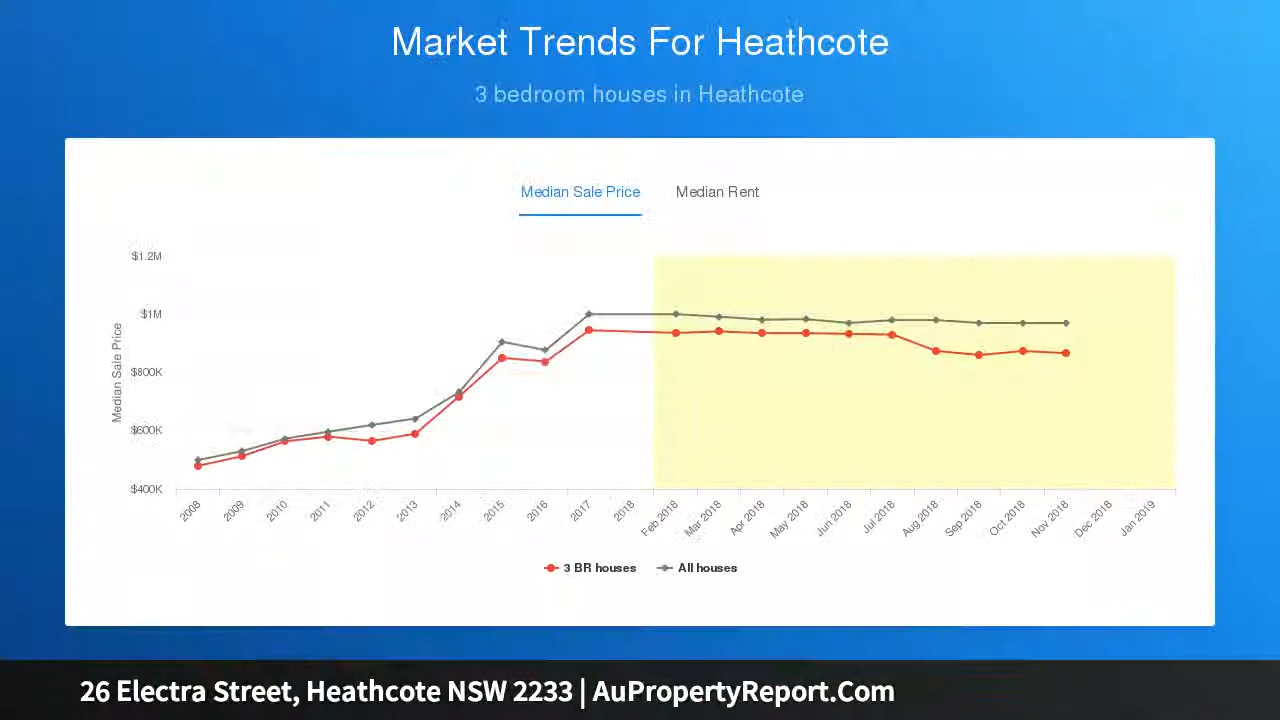 Market Trends For Heathcote
3 bedroom houses in Heathcote
Median Sale Price Median Rent
$1.2M
$1M
$800K
$600K
$400K
Median Sale Price
2008 2009 2010 2011 2012 2013 2014 2015 2016 2017 2018 Feb 2018 Mar 2018 Apr 2018 May 2018 Jun 2018 Jul 2018 Aug 2018 Sep 2018 Oct 2018 Nov 2018 Dec 2018 Jan 2019
3 BR houses All houses
26 Electra Street, Heathcote NSW 2233 | AuPropertyReport.Com